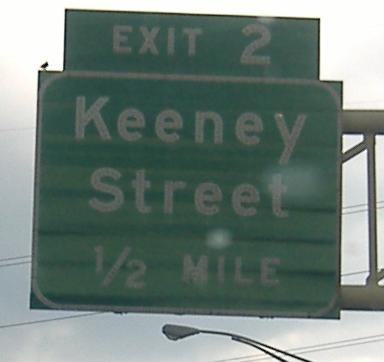 EXIT 2
Keeney
Street
1/2 MILE